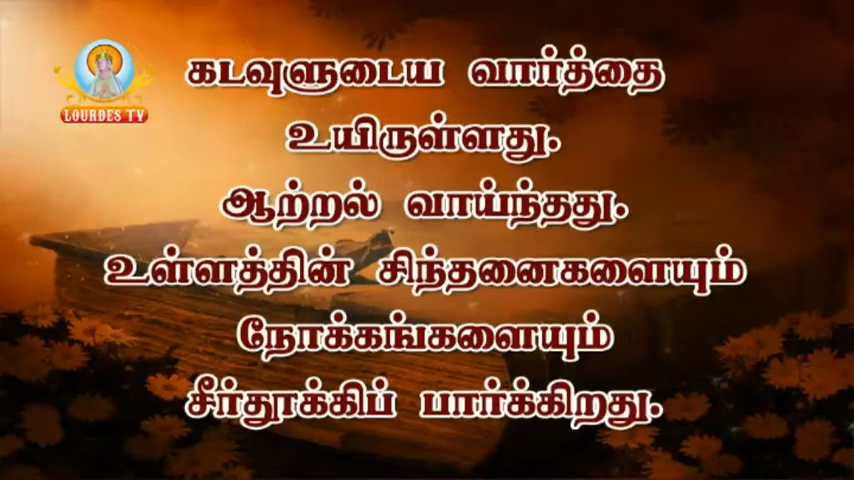 LOURDES TV
கடவுளுடைய வார்த்தை
உயிருள்ளது.
ஆற்றல் வாய்ந்தது.
உள்ளத்தின் சிந்தனைகளையும்
நோக்கங்களையும்
சீர்தூக்கிப் பார்க்கிறது.